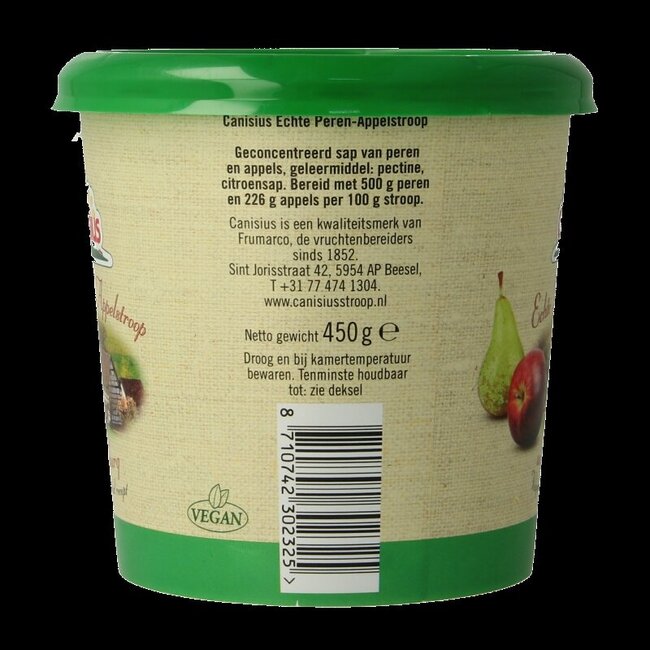 Canisius Echte Peren-Appelstroop
Geconcentreerd sap van peren
en appels, geleermiddel: pectine,
citroensap. Bereid met 500 g peren
en 226 g appels per 100 g stroop.
Canisius is een kwaliteitsmerk van
Frumarco, de vruchtenbereiders
sinds 1852.
Sint Jorisstraat 42, 5954 AP Beesel,
T +31 77 474 1304.
www.canisiusstroop.nl
Netto gewicht 450 g ℮
Droog en bij kamertemperatuur
bewaren. Tenminste houdbaar
tot: zie deksel
8 710742 302325 >
VEGAN
Appelstroop
Echte